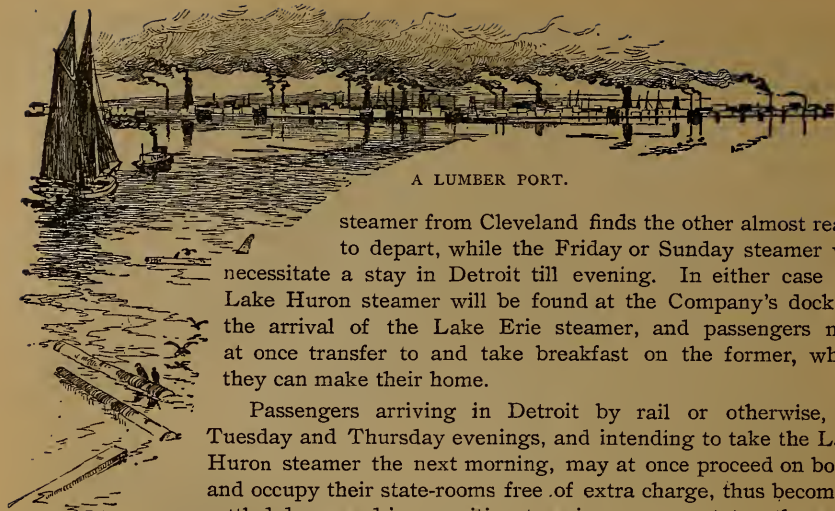 A LUMBER PORT.
steamer from Cleveland finds the other almost
to depart, while the Friday or Sunday steamer
necessitate a stay in Detroit till evening. In either case
Lake Huron steamer will be found at the Company's dock
the arrival of the Lake Erie steamer, and passengers
at once transfer to and take breakfast on the former,
they can make their home.
Passengers arriving in Detroit by rail or otherwise,
Tuesday and Thursday evenings, and intending to take the
Huron steamer the next morning, may at once proceed on
and occupy their state-rooms free .of extra charge, thus